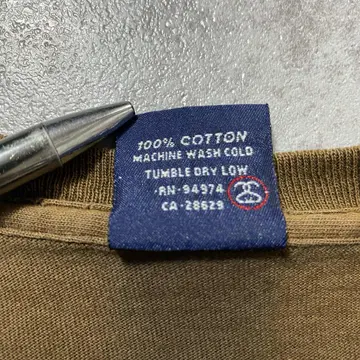 100% COTTON
MACHINE WASH COLD
TUMBLE DRY LOW
·RN·94974
CA·28629